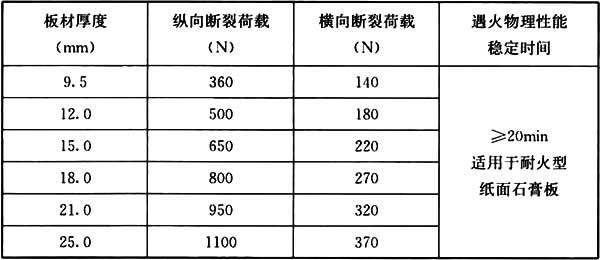 板材厚度 纵向断裂荷载 横向断裂荷载 遇火物理性能
(mm) (N) (N) 稳定时间
9.5 360 140
12.0 500 180
15.0 650 220
18.0 800 270
21.0 950 320
25.0 1100 370
≥20min
适用于耐火型
纸面石膏板